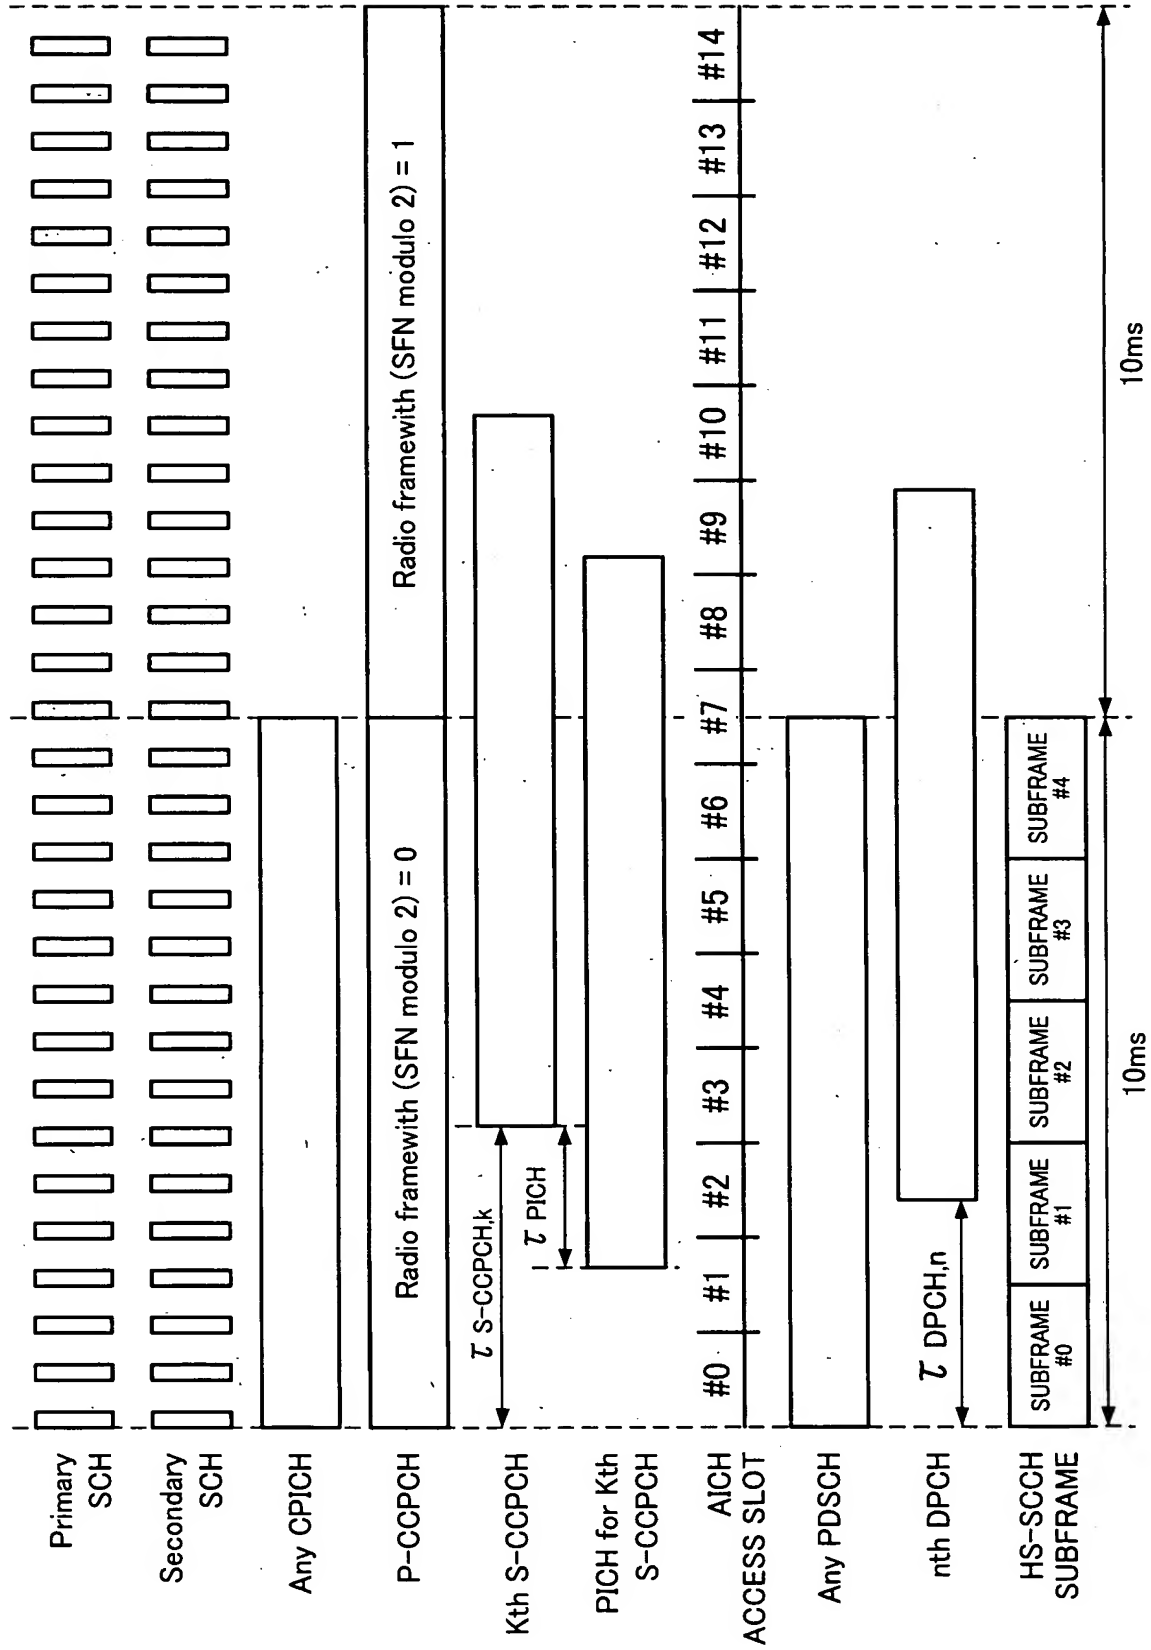 Primary
SCH
Secondary
SCH
Any CPICH
P-CCPCH
Radio framewith (SFN modulo 2) = 0
Radio framewith (SFN modulo 2) = 1
Kth S-CCPCH
τ S-CCPCH,k
PICH for Kth
S-CCPCH
τ PICH
AICH
ACCESS SLOT
#0 #1 #2 #3 #4 #5 #6 #7 #8 #9 #10 #11 #12 #13 #14
Any PDSCH
nth DPCH
τ DPCH,n
HS-SCCH
SUBFRAME
SUBFRAME
#0
SUBFRAME
#1
SUBFRAME
#2
SUBFRAME
#3
SUBFRAME
#4
10ms
10ms